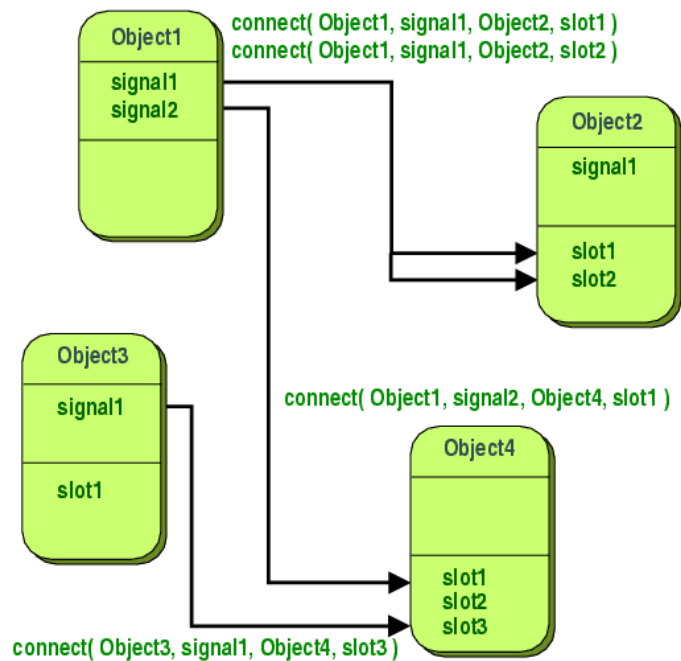 connect( Object1, signal1, Object2, slot1 )
connect( Object1, signal1, Object2, slot2 )
Object1
signal1
signal2
Object2
signal1
slot1
slot2
Object3
signal1
slot1
connect( Object1, signal2, Object4, slot1 )
Object4
slot1
slot2
slot3
connect( Object3, signal1, Object4, slot3 )